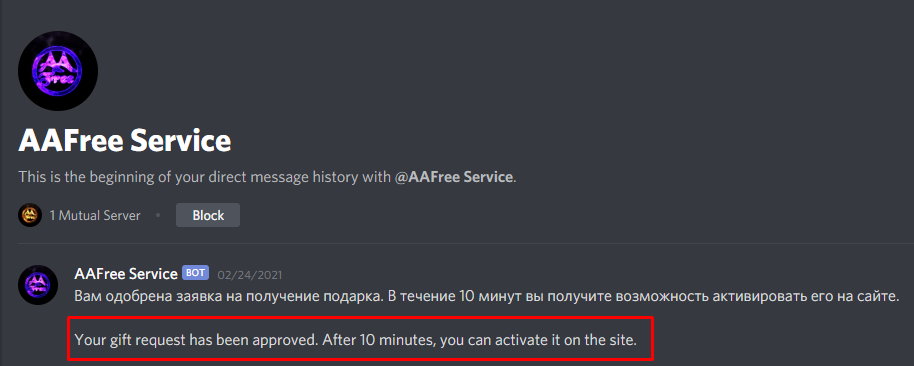 AAFree Service
This is the beginning of your direct message history with @AAFree Service.
1 Mutual Server • Block
AAFree Service BOT 02/24/2021
Вам одобрена заявка на получение подарка. В течение 10 минут вы получите возможность активировать его на сайте.
Your gift request has been approved. After 10 minutes, you can activate it on the site.